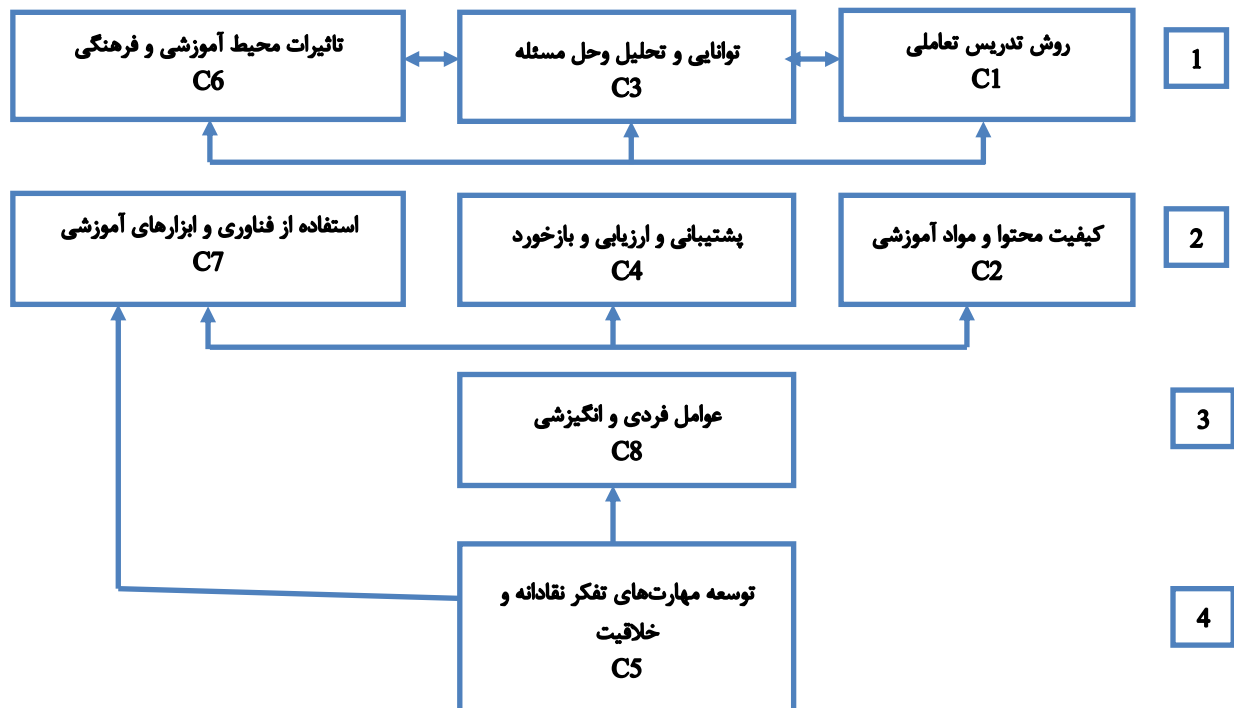 روش تدریس تعاملی
C1
توانایی و تحلیل وحل مسئله
C3
تاثیرات محیط آموزشی و فرهنگی
C6
1
کیفیت محتوا و مواد آموزشی
C2
پشتیبانی و ارزیابی و بازخورد
C4
استفاده از فناوری و ابزارهای آموزشی
C7
2
عوامل فردی و انگیزشی
C8
3
توسعه مهارت‌های تفکر نقادانه و
خلاقیت
C5
4